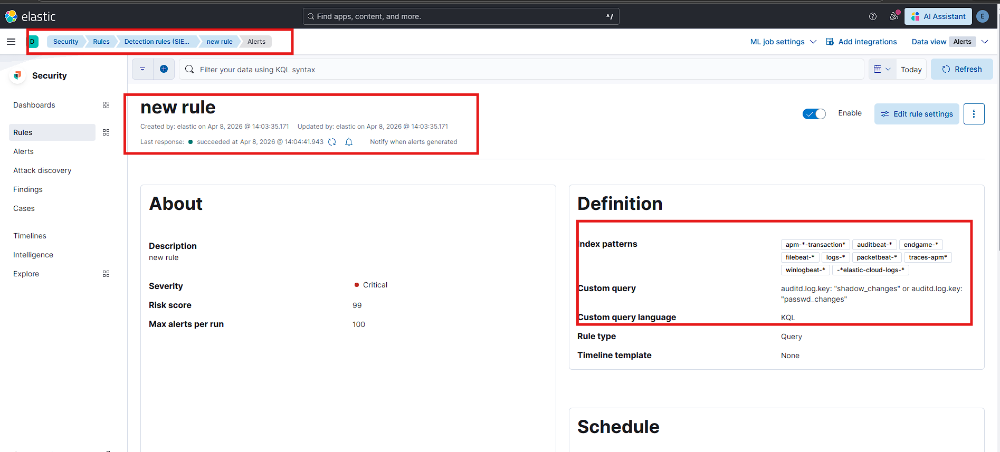 elastic
Find apps, content, and more.
^/
AI Assistant
E
D
Security
Rules
Detection rules (SIE...
new rule
Alerts
ML job settings
Add integrations
Data view
Alerts
Security
Filter your data using KQL syntax
Today
Refresh
Dashboards
Rules
Alerts
Attack discovery
Findings
Cases
Timelines
Intelligence
Explore
new rule
Created by: elastic on Apr 8, 2026 @ 14:03:35.171 Updated by: elastic on Apr 8, 2026 @ 14:03:35.171
Last response: succeeded at Apr 8, 2026 @ 14:04:41.943 Notify when alerts generated
Enable
Edit rule settings
About
Description
new rule
Severity
Critical
Risk score
99
Max alerts per run
100
Definition
Index patterns
apm-*-transaction* auditbeat-* endgame-*
filebeat-* logs-* packetbeat-* traces-apm*
winlogbeat-* -*elastic-cloud-logs-*
Custom query
auditd.log.key: "shadow_changes" or auditd.log.key:
"passwd_changes"
Custom query language
KQL
Rule type
Query
Timeline template
None
Schedule